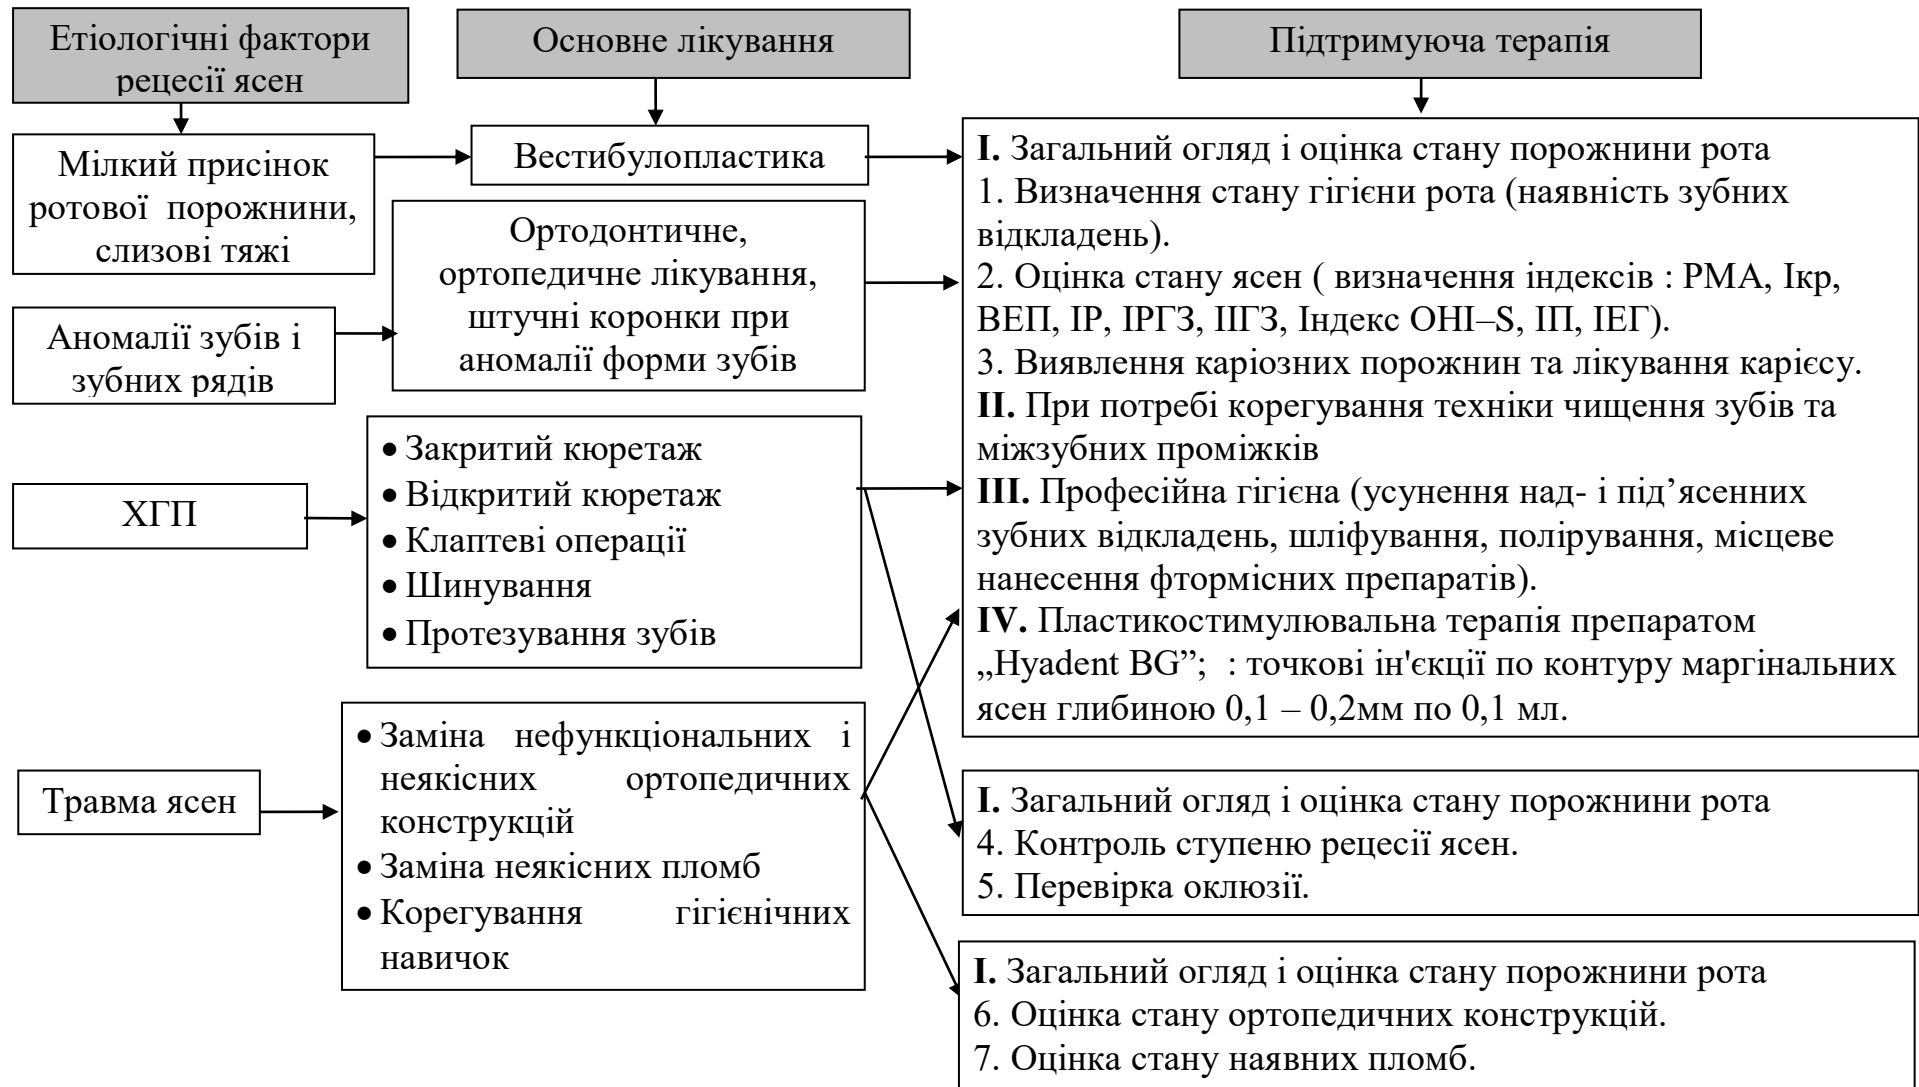 Етіологічні фактори
рецесії ясен
Основне лікування
Підтримуюча терапія
Мілкий присінок
ротової порожнини,
слизові тяжі
Вестибулопластика
Аномалії зубів і
зубних рядів
Ортодонтичне,
ортопедичне лікування,
штучні коронки при
аномалії форми зубів
ХГП
• Закритий кюретаж
• Відкритий кюретаж
• Клаптеві операції
• Шинування
• Протезування зубів
Травма ясен
• Заміна нефункціональних і
неякісних ортопедичних
конструкцій
• Заміна неякісних пломб
• Корегування гігієнічних
навичок
I. Загальний огляд і оцінка стану порожнини рота
1. Визначення стану гігієни рота (наявність зубних
відкладень).
2. Оцінка стану ясен ( визначення індексів : РМА, Ікр,
ВЕП, ІР, ІРГЗ, ІІГЗ, Індекс OHI–S, ІП, ІЕГ).
3. Виявлення каріозних порожнин та лікування карієсу.
II. При потребі корегування техніки чищення зубів та
міжзубних проміжків
III. Професійна гігієна (усунення над- і під’ясенних
зубних відкладень, шліфування, полірування, місцеве
нанесення фтормісних препаратів).
IV. Пластикостимулювальна терапія препаратом
„Hyadent BG”; : точкові ін'єкції по контуру маргінальних
ясен глибиною 0,1 – 0,2мм по 0,1 мл.
I. Загальний огляд і оцінка стану порожнини рота
4. Контроль ступеню рецесії ясен.
5. Перевірка оклюзії.
I. Загальний огляд і оцінка стану порожнини рота
6. Оцінка стану ортопедичних конструкцій.
7. Оцінка стану наявних пломб.